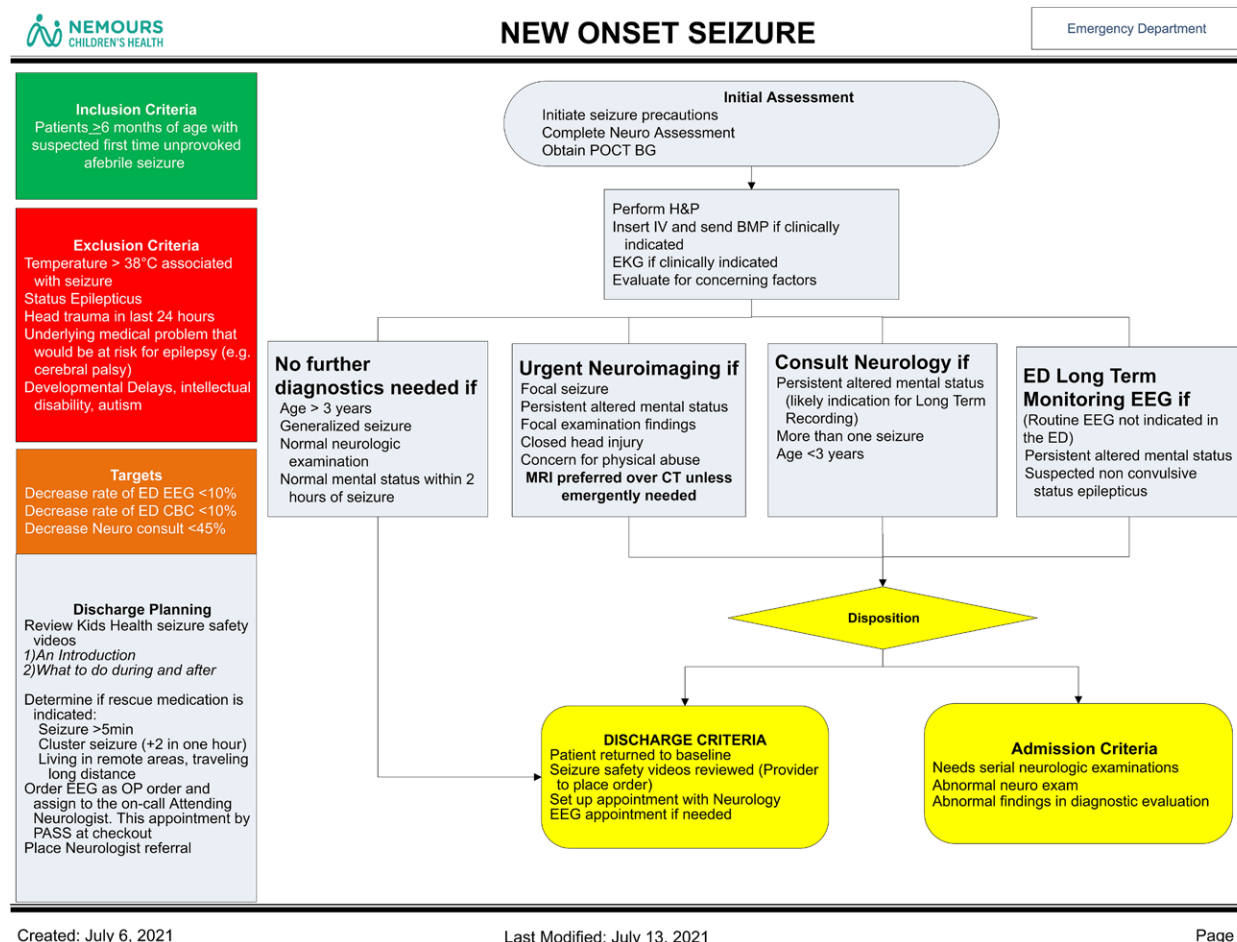 NEMOURS
CHILDREN'S HEALTH
NEW ONSET SEIZURE
Emergency Department
Inclusion Criteria
Patients >6 months of age with
suspected first time unprovoked
afebrile seizure
Exclusion Criteria
Temperature > 38°C associated
with seizure
Status Epilepticus
Head trauma in last 24 hours
Underlying medical problem that
would be at risk for epilepsy (e.g.
cerebral palsy)
Developmental Delays, intellectual
disability, autism
Targets
Decrease rate of ED EEG <10%
Decrease rate of ED CBC <10%
Decrease Neuro consult <45%
Discharge Planning
Review Kids Health seizure safety
videos
1)An Introduction
2)What to do during and after
Determine if rescue medication is
indicated:
Seizure >5min
Cluster seizure (+2 in one hour)
Living in remote areas, traveling
long distance
Order EEG as OP order and
assign to the on-call Attending
Neurologist. This appointment by
PASS at checkout
Place Neurologist referral
Initial Assessment
Initiate seizure precautions
Complete Neuro Assessment
Obtain POCT BG
Perform H&P
Insert IV and send BMP if clinically
indicated
EKG if clinically indicated
Evaluate for concerning factors
No further
diagnostics needed if
Age > 3 years
Generalized seizure
Normal neurologic
examination
Normal mental status within 2
hours of seizure
Urgent Neuroimaging if
Focal seizure
Persistent altered mental status
Focal examination findings
Closed head injury
Concern for physical abuse
MRI preferred over CT unless
emergently needed
Consult Neurology if
Persistent altered mental status
(likely indication for Long Term
Recording)
More than one seizure
Age <3 years
ED Long Term
Monitoring EEG if
(Routine EEG not indicated in
the ED)
Persistent altered mental status
Suspected non convulsive
status epilepticus
Disposition
DISCHARGE CRITERIA
Patient returned to baseline
Seizure safety videos reviewed (Provider
to place order)
Set up appointment with Neurology
EEG appointment if needed
Admission Criteria
Needs serial neurologic examinations
Abnormal neuro exam
Abnormal findings in diagnostic evaluation
Created: July 6, 2021
Last Modified: July 13, 2021
Page